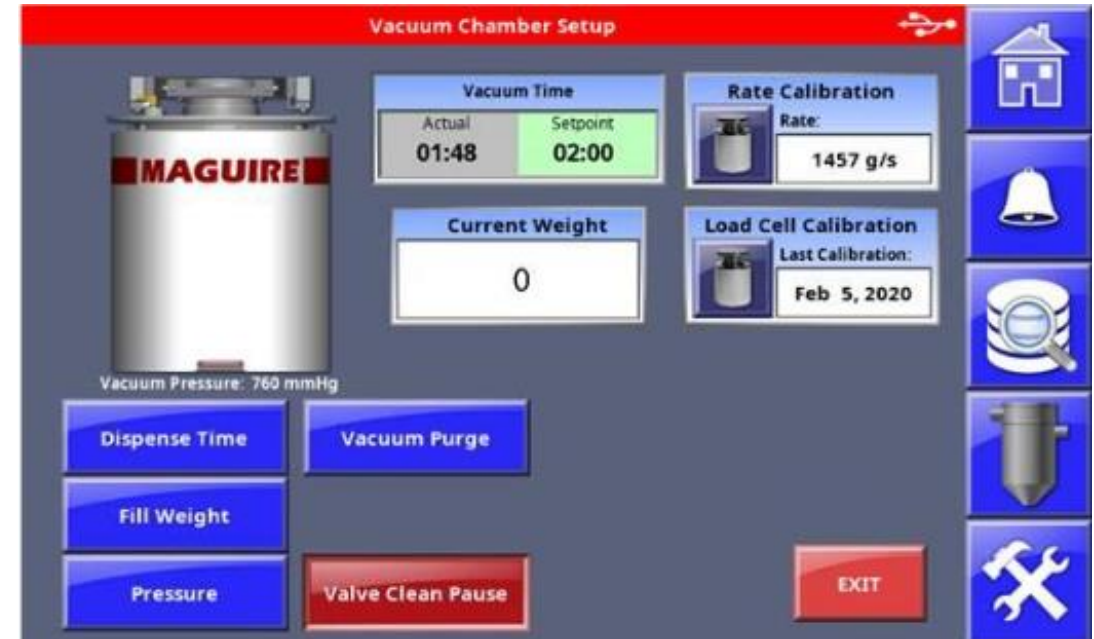 Vacuum Chamber Setup
MAGUIRE
Vacuum Time
Actual
Setpoint
01:48
02:00
Rate Calibration
Rate:
1457 g/s
Current Weight
0
Load Cell Calibration
Last Calibration:
Feb 5, 2020
Vacuum Pressure: 760 mmHg
Dispense Time
Vacuum Purge
Fill Weight
Pressure
Valve Clean Pause
EXIT